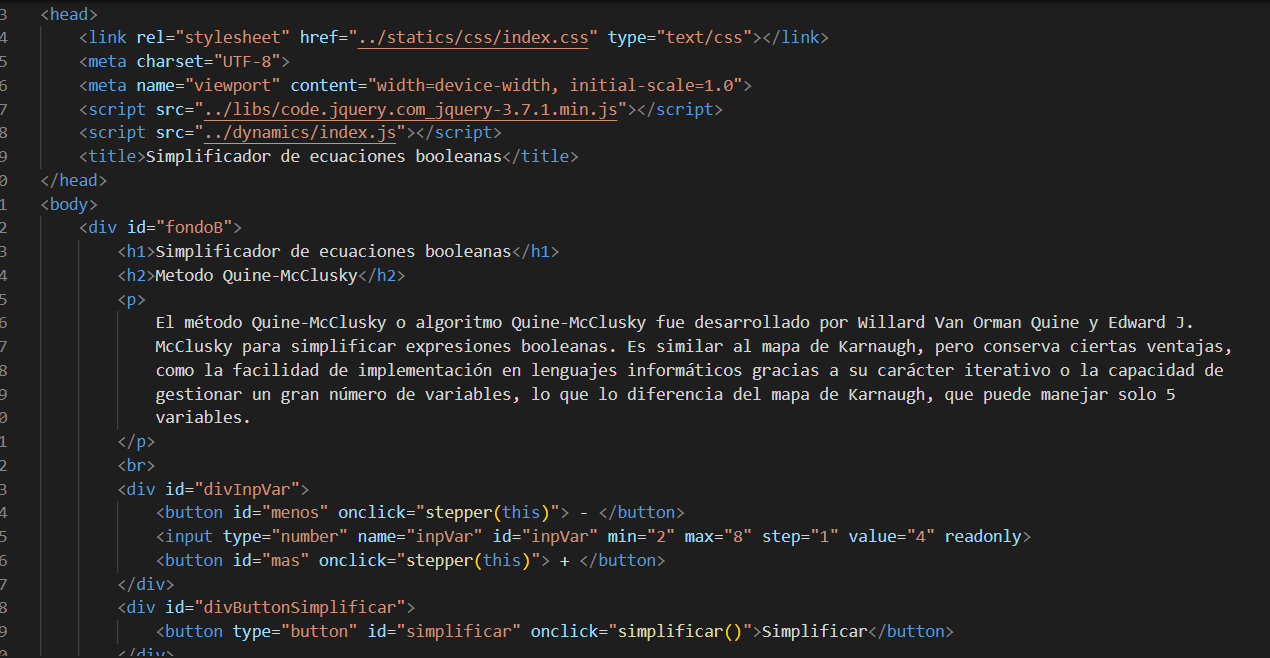 3 <head>
4 <link rel="stylesheet" href="../statics/css/index.css" type="text/css"></link>
5 <meta charset="UTF-8">
6 <meta name="viewport" content="width=device-width, initial-scale=1.0">
7 <script src="../libs/code.jquery.com_jquery-3.7.1.min.js"></script>
8 <script src="../dynamics/index.js"></script>
9 <title>Simplificador de ecuaciones booleanas</title>
0 </head>
1 <body>
2 <div id="fondoB">
3 <h1>Simplificador de ecuaciones booleanas</h1>
4 <h2>Metodo Quine-McClusky</h2>
5 <p>
6 El método Quine-McClusky o algoritmo Quine-McClusky fue desarrollado por Willard Van Orman Quine y Edward J.
7 McClusky para simplificar expresiones booleanas. Es similar al mapa de Karnaugh, pero conserva ciertas ventajas,
8 como la facilidad de implementación en lenguajes informáticos gracias a su carácter iterativo o la capacidad de
9 gestionar un gran número de variables, lo que lo diferencia del mapa de Karnaugh, que puede manejar solo 5
0 variables.
1 </p>
2 <br>
3 <div id="divInpVar">
4 <button id="menos" onclick="stepper(this)"> - </button>
5 <input type="number" name="inpVar" id="inpVar" min="2" max="8" step="1" value="4" readonly>
6 <button id="mas" onclick="stepper(this)"> + </button>
7 </div>
8 <div id="divButtonSimplificar">
9 <button type="button" id="simplificar" onclick="simplificar()">Simplificar</button>
0 </div>